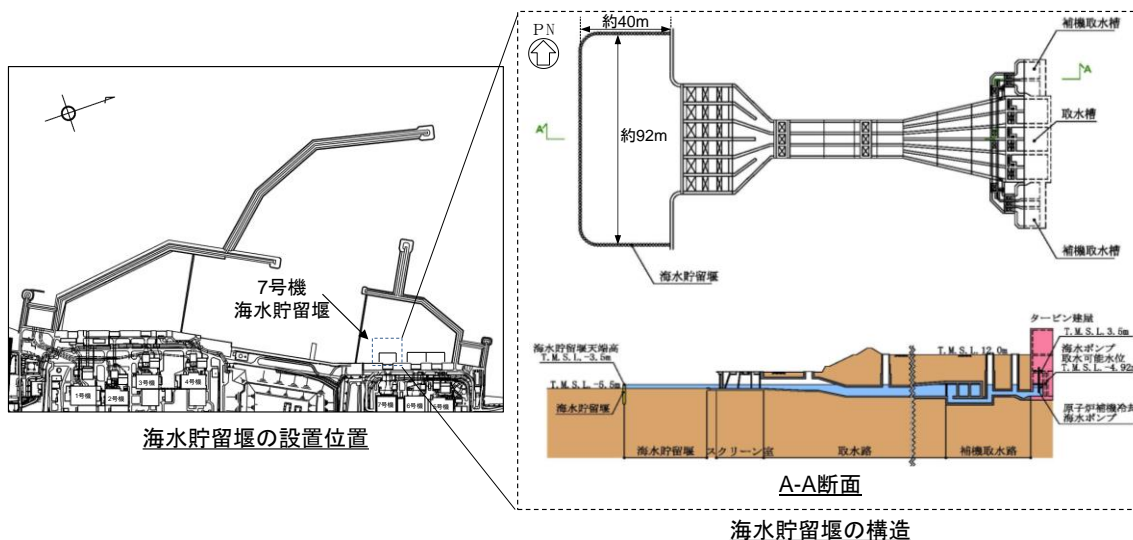 7号機
海水貯留堰
1号機
2号機
3号機
4号機
7号機
6号機
5号機
海水貯留堰の設置位置
PN
約40m
約92m
A
A
補機取水槽
取水槽
補機取水槽
海水貯留堰
海水貯留堰天端高
T.M.S.L.-3.5m
T.M.S.L.-5.5m
海水貯留堰
T.M.S.L.12.0m
タービン建屋
T.M.S.L.3.5m
海水ポンプ
取水可能水位
T.M.S.L.-4.92m
原子炉補機冷却
海水ポンプ
海水貯留堰
スクリーン室
取水路
補機取水路
A-A断面
海水貯留堰の構造